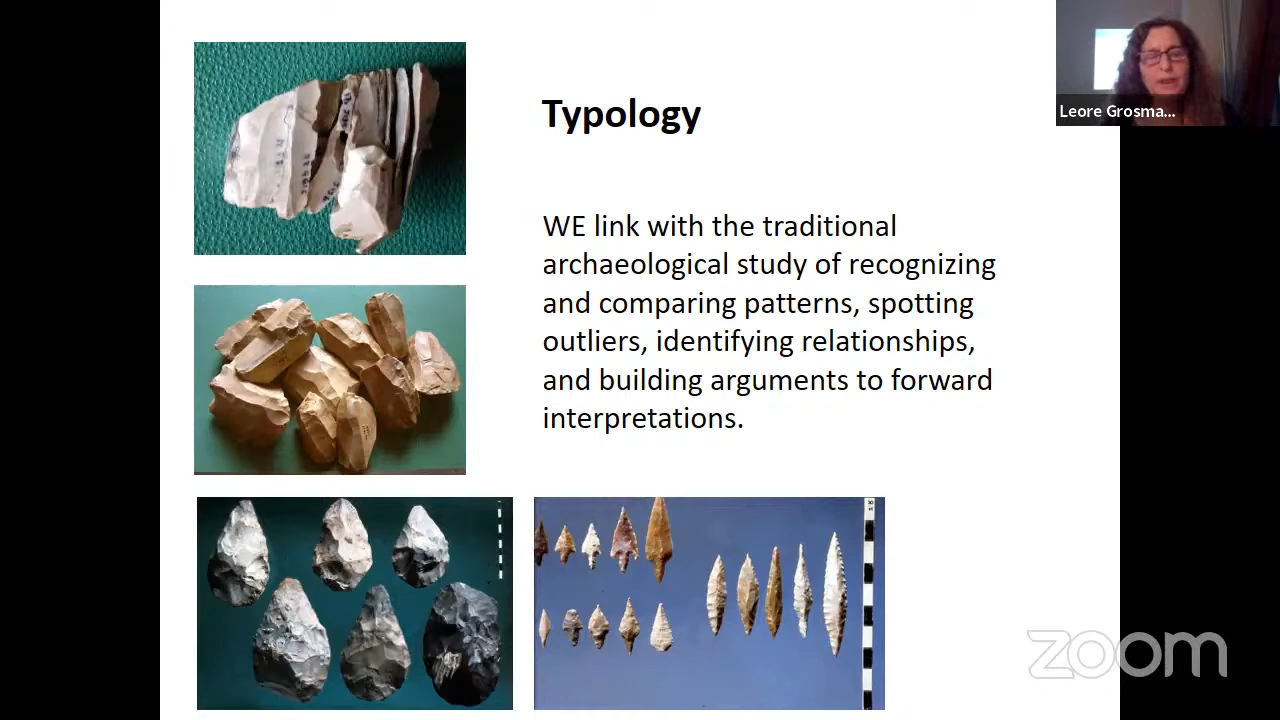 Typology
WE link with the traditional
archaeological study of recognizing
and comparing patterns, spotting
outliers, identifying relationships,
and building arguments to forward
interpretations.
Leore Grosma...
zoom